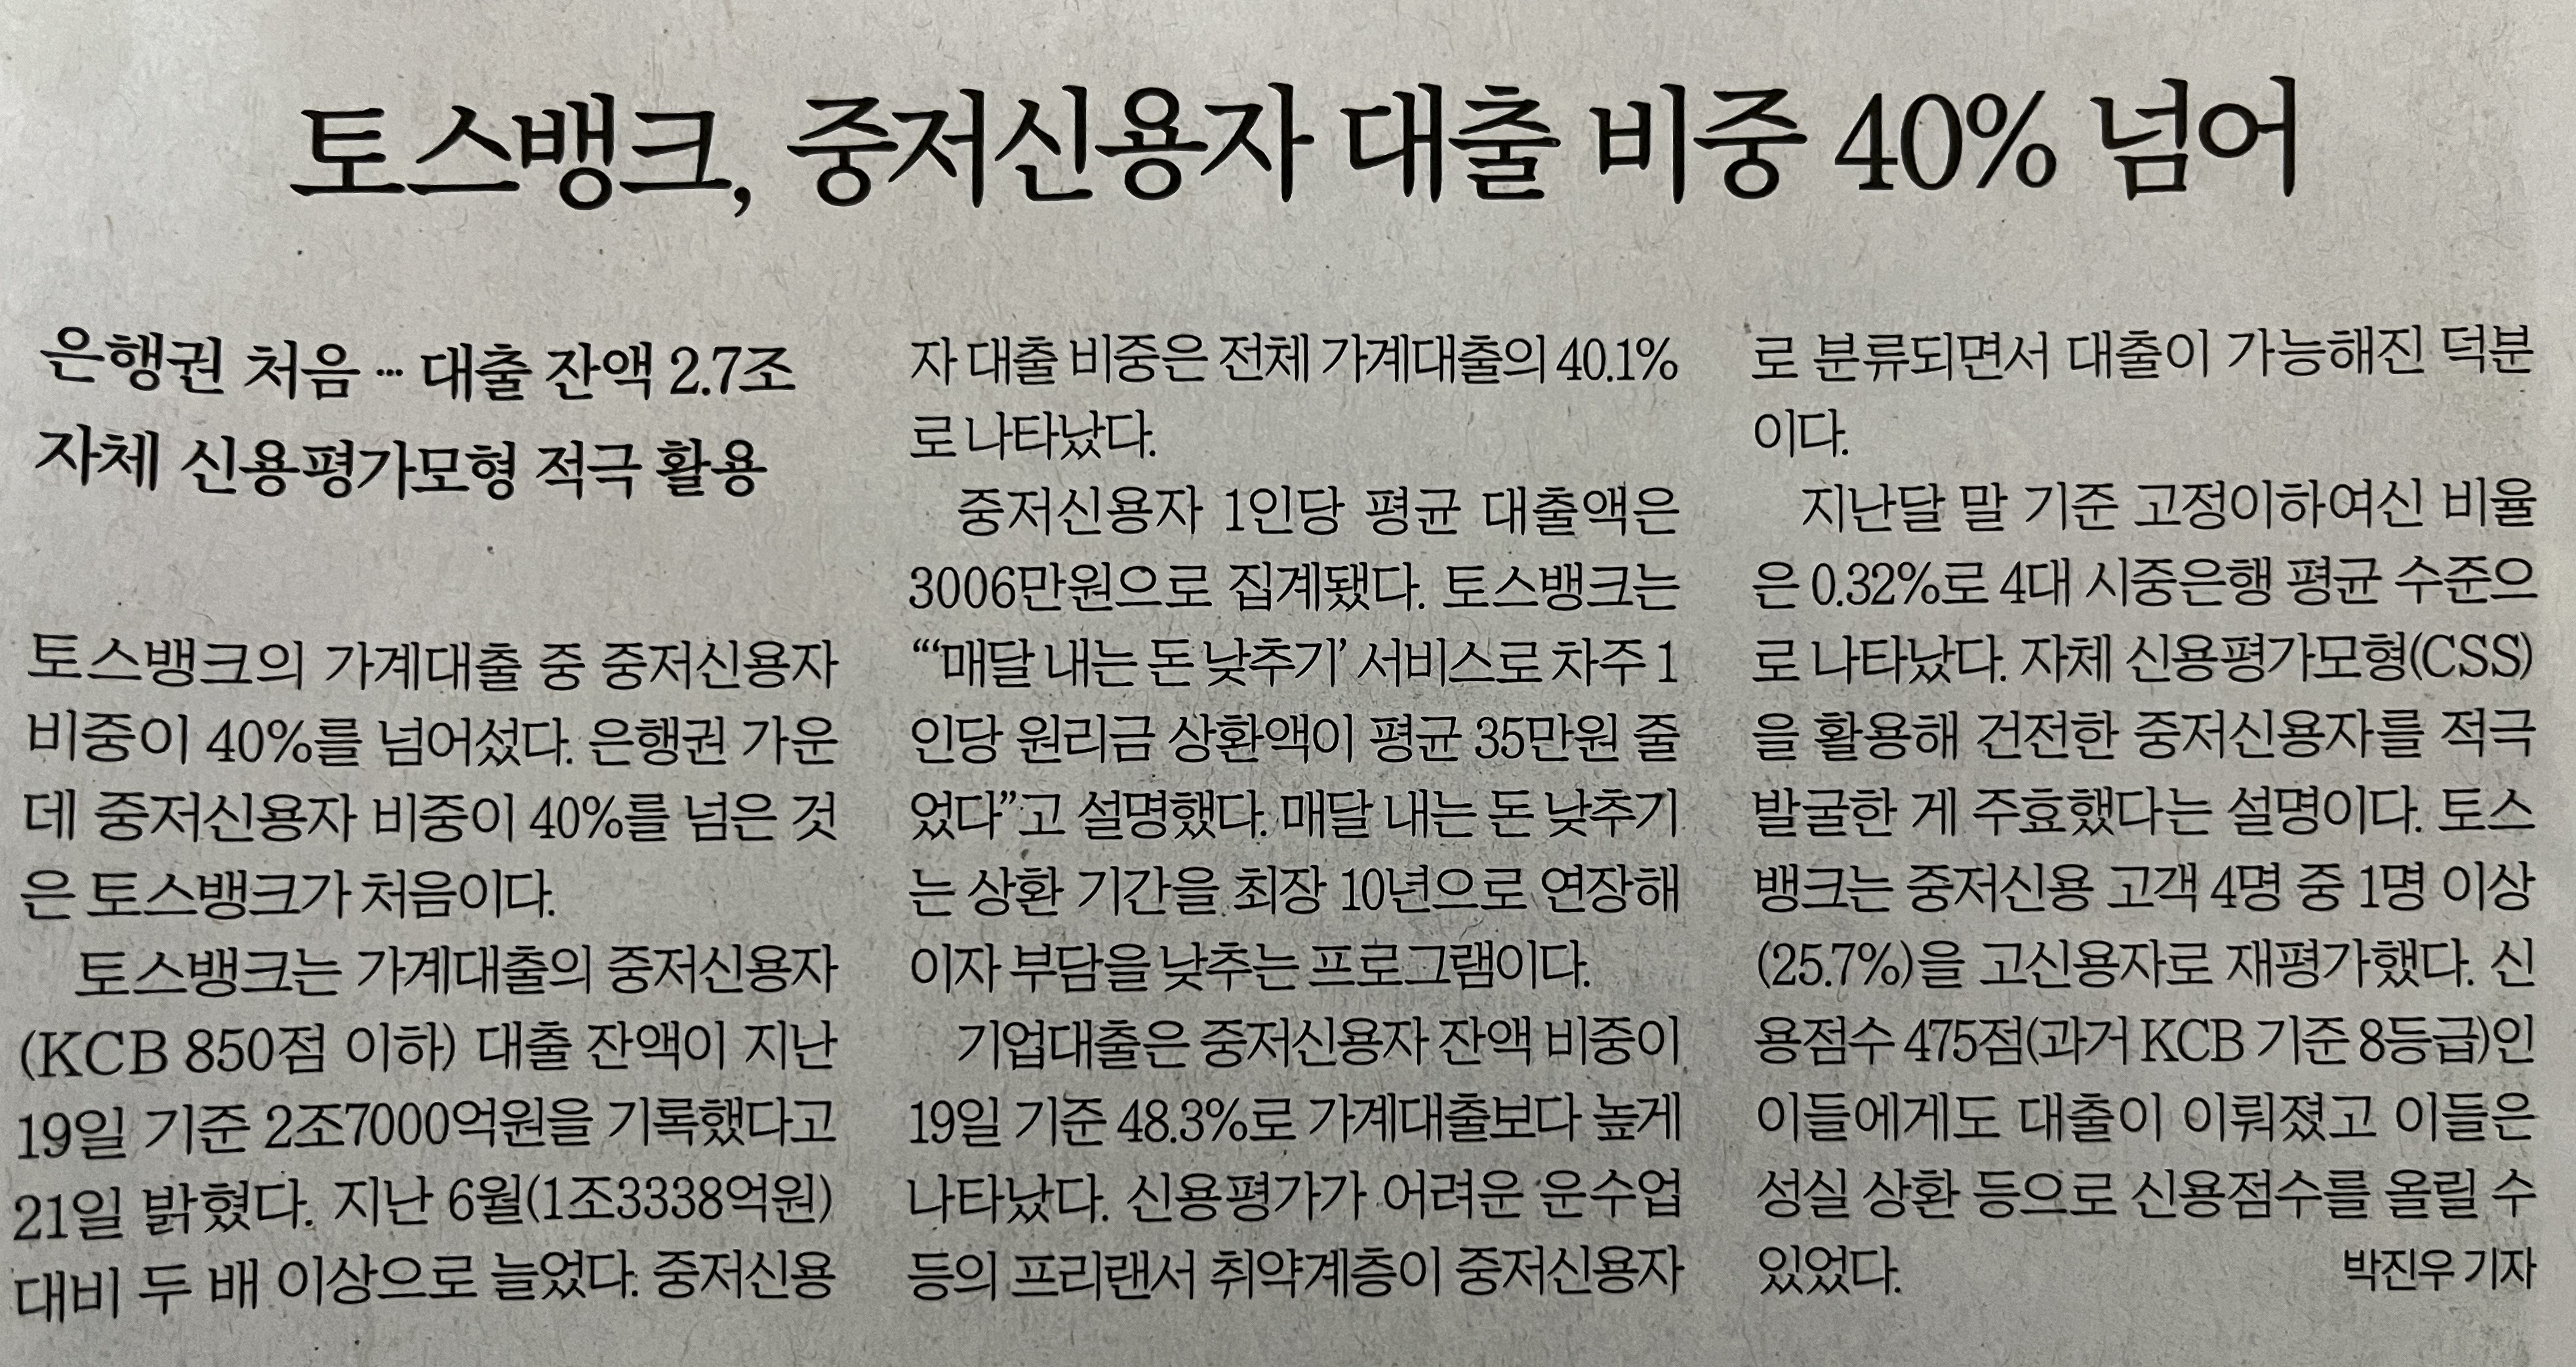 토스뱅크, 중저신용자 대출 비중 40% 넘어
은행권 처음 … 대출 잔액 2.7조
자체 신용평가모형 적극 활용
토스뱅크의 가계대출 중 중저신용자
비중이 40%를 넘어섰다. 은행권 가운
데 중저신용자 비중이 40%를 넘은 것
은 토스뱅크가 처음이다.
토스뱅크는 가계대출의 중저신용자
(KCB 850점 이하) 대출 잔액이 지난
19일 기준 2조7000억원을 기록했다고
21일 밝혔다. 지난 6월(1조3338억원)
대비 두 배 이상으로 늘었다. 중저신용
자 대출 비중은 전체 가계대출의 40.1%
로 나타났다.
중저신용자 1인당 평균 대출액은
3006만원으로 집계됐다. 토스뱅크는
“‘매달 내는 돈 낮추기’ 서비스로 차주 1
인당 원리금 상환액이 평균 35만원 줄
었다”고 설명했다. 매달 내는 돈 낮추기
는 상환 기간을 최장 10년으로 연장해
이자 부담을 낮추는 프로그램이다.
기업대출은 중저신용자 잔액 비중이
19일 기준 48.3%로 가계대출보다 높게
나타났다. 신용평가가 어려운 운수업
등의 프리랜서 취약계층이 중저신용자
로 분류되면서 대출이 가능해진 덕분
이다.
지난달 말 기준 고정이하여신 비율
은 0.32%로 4대 시중은행 평균 수준으
로 나타났다. 자체 신용평가모형(CSS)
을 활용해 건전한 중저신용자를 적극
발굴한 게 주효했다는 설명이다. 토스
뱅크는 중저신용 고객 4명 중 1명 이상
(25.7%)을 고신용자로 재평가했다. 신
용점수 475점(과거 KCB 기준 8등급)인
이들에게도 대출이 이뤄졌고 이들은
성실 상환 등으로 신용점수를 올릴 수
있었다. 박진우 기자